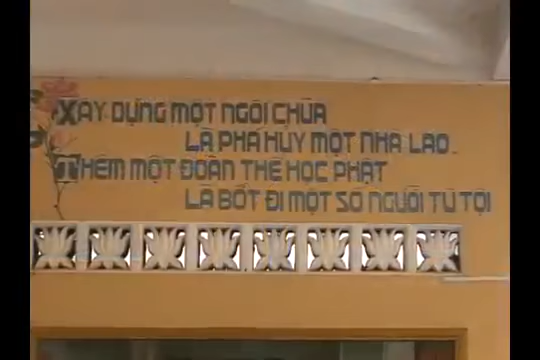 XÂY DỰNG MỘT NGÔI CHÙA
LÀ PHÁ HỦY MỘT NHÀ LAO
THÊM MỘT ĐOÀN THỂ HỌC PHẬT
LÀ BỚT ĐI MỘT SỐ NGƯỜI TÙ TỘI